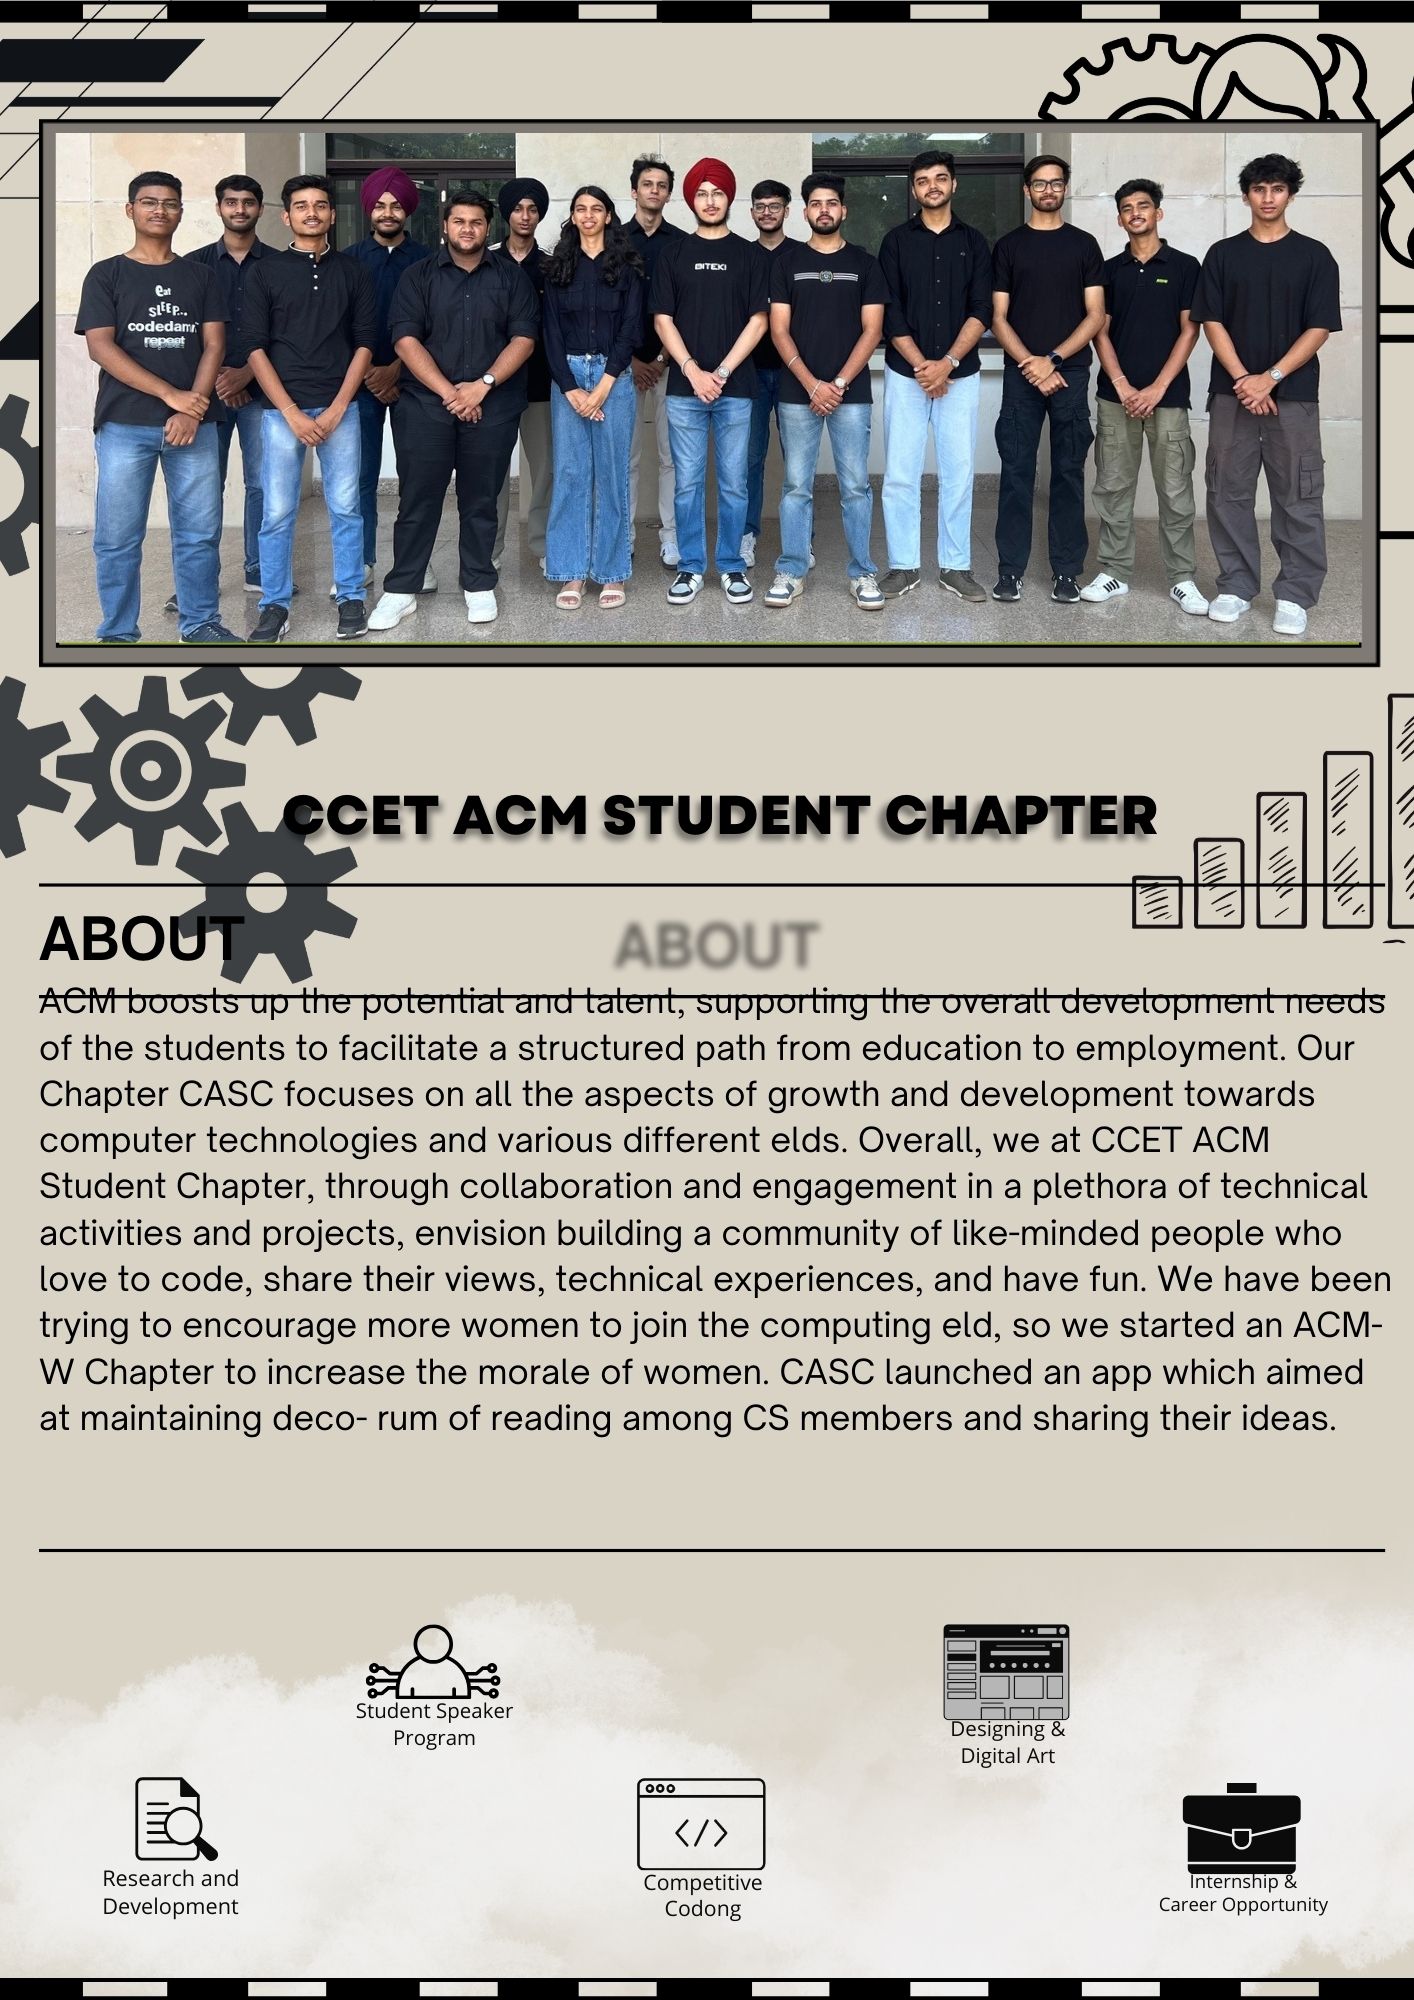 eat
SLEEP...
codedamn
repeat
BITEKI
CCET ACM STUDENT CHAPTER
ABOUT
ABOUT
ACM boosts up the potential and talent, supporting the overall development needs
of the students to facilitate a structured path from education to employment. Our
Chapter CASC focuses on all the aspects of growth and development towards
computer technologies and various different elds. Overall, we at CCET ACM
Student Chapter, through collaboration and engagement in a plethora of technical
activities and projects, envision building a community of like-minded people who
love to code, share their views, technical experiences, and have fun. We have been
trying to encourage more women to join the computing eld, so we started an ACM-
W Chapter to increase the morale of women. CASC launched an app which aimed
at maintaining deco- rum of reading among CS members and sharing their ideas.
Student Speaker
Program
Designing &
Digital Art
Research and
Development
Competitive
Codong
Internship &
Career Opportunity